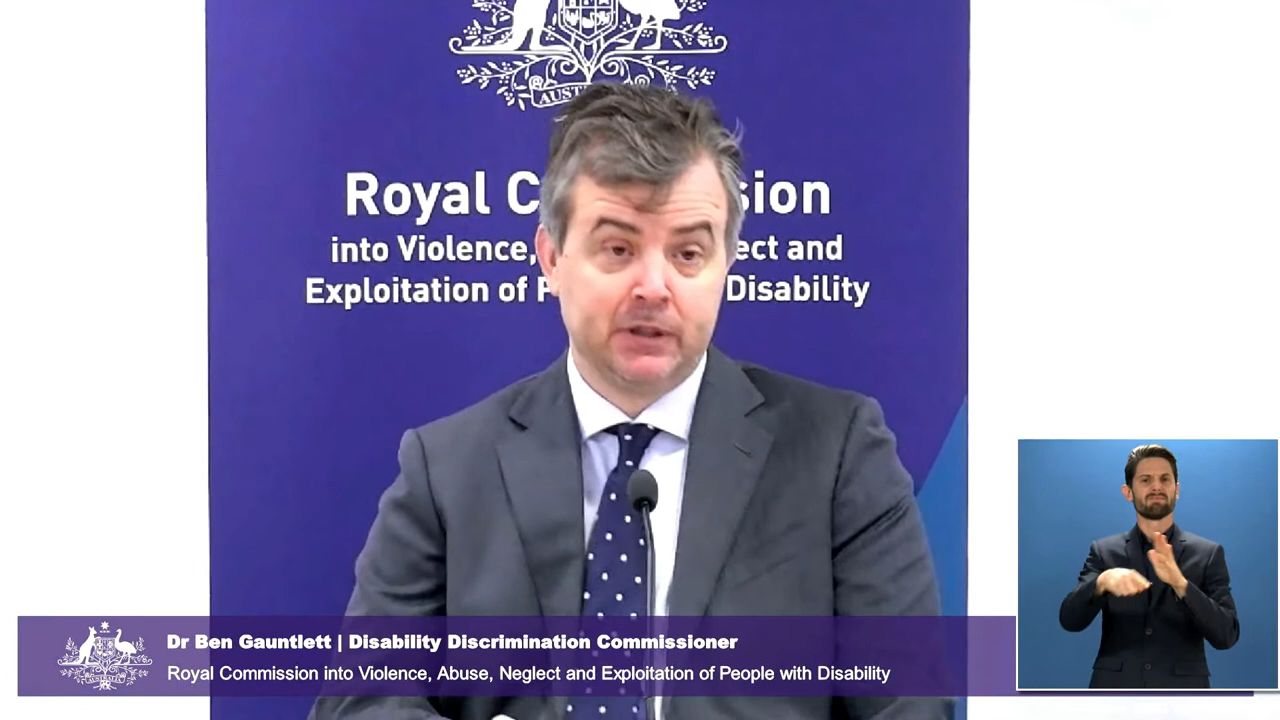 AUST
Royal C sion
into Violence, ect and
Exploitation of P Disability
Dr Ben Gauntlett | Disability Discrimination Commissioner
Royal Commission into Violence, Abuse, Neglect and Exploitation of People with Disability